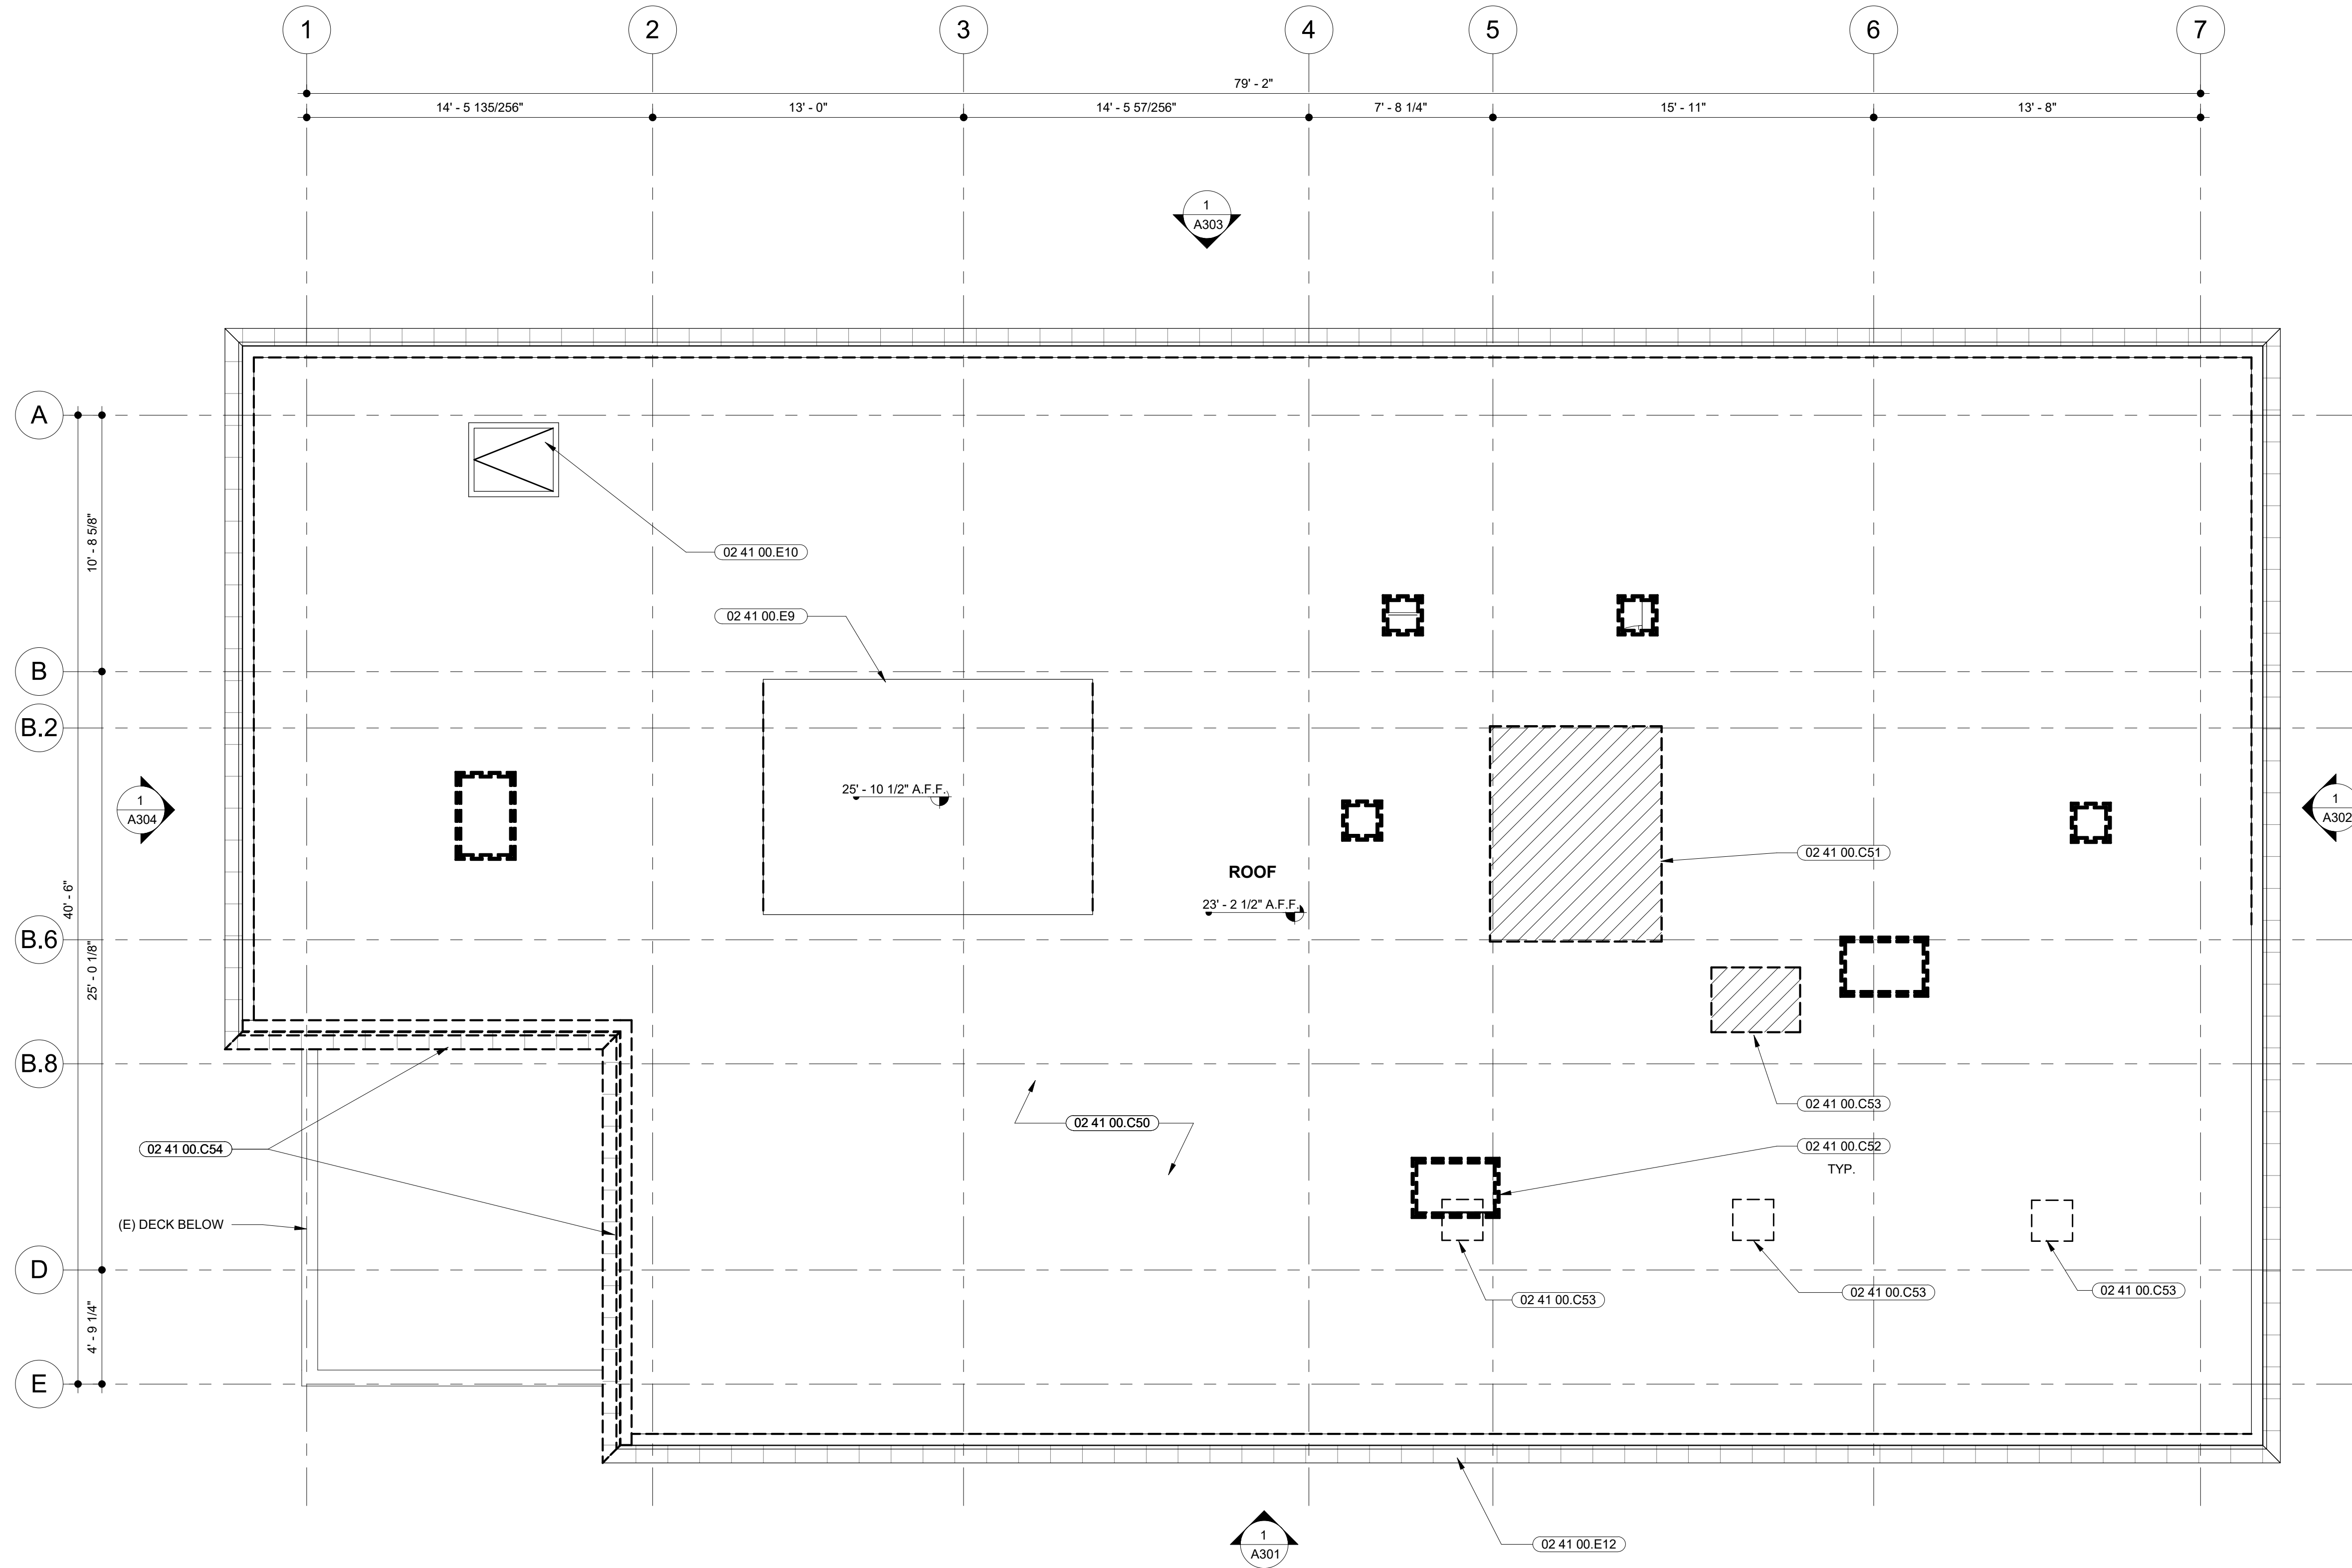 1
2
3
4
5
6
7
79' - 2"
14' - 5 135/256"
13' - 0"
14' - 5 57/256"
7' - 8 1/4"
15' - 11"
13' - 8"
1
A303
A
10' - 8 5/8"
02 41 00.E10
02 41 00.E9
B
B.2
1
A304
25' - 10 1/2" A.F.F.
1
A302
02 41 00.C51
ROOF
23' - 2 1/2" A.F.F.
40' - 6"
B.6
25' - 0 1/8"
B.8
02 41 00.C53
02 41 00.C50
02 41 00.C54
02 41 00.C52
TYP.
(E) DECK BELOW
D
02 41 00.C53
02 41 00.C53
02 41 00.C53
4' - 9 1/4"
E
1
A301
02 41 00.E12